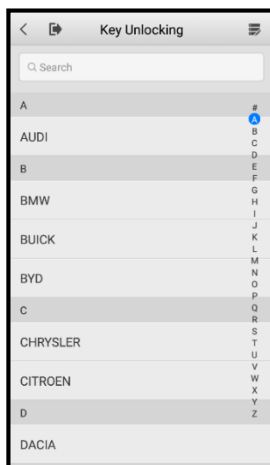 Key Unlocking
Search
A
AUDI
B
BMW
BUICK
BYD
C
CHRYSLER
CITROEN
D
DACIA
#
A
B
C
D
E
F
G
H
I
J
K
L
M
N
O
P
Q
R
S
T
U
V
W
X
Y
Z